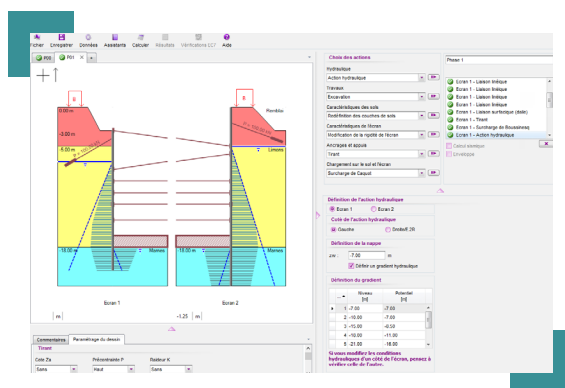 Fichier Enregistrer Données Assistants Calculer Résultats Vérifications EC7 Aide
P00 P01
Choix des actions
Hydraulique
Action hydraulique
Travaux
Excavation
Caractéristiques des sols
Redéfinition des couches de sols
Caractéristiques de l'écran
Modification de la rigidité de l'écran
Ancrages et appuis
Tirant
Chargement sur le sol et l'écran
Surcharge de Caquot
Phase 1
Ecran 1 - Liaison linéique
Ecran 1 - Liaison linéique
Ecran 1 - Liaison linéique
Ecran 1 - Liaison linéique
Ecran 1 - Liaison surfacique (dalle)
Ecran 1 - Tirant
Ecran 1 - Surcharge de Boussinesq
Ecran 1 - Action hydraulique
Calcul sismique
Enveloppe
0.00 m
-3.00 m
-5.00 m
-18.00 m
Marnes
Remblai
Limons
-18.00 m
Marnes
Ecran 1
Ecran 2
m
-1.25
m
Définition de l'action hydraulique
Ecran 1 Ecran 2
Coté de l'action hydraulique
Gauche
Définition de la nappe
zw : -7.00 m
Définir un gradient hydraulique
Définition du gradient
Niveau Potentiel
[m] [m]
1 -7.00 -7.00
2 -10.00 -7.00
3 -15.00 -8.50
4 -18.00 -11.00
5 -21.00 -18.00
Si vous modifiez les conditions
hydrauliques d'un côté de l'écran, pensez à
vérifier celle de l'autre.
Commentaires Paramétrage du dessin
Tirant
Cote Za Précontrainte P Raideur K
Sans Haut Sans